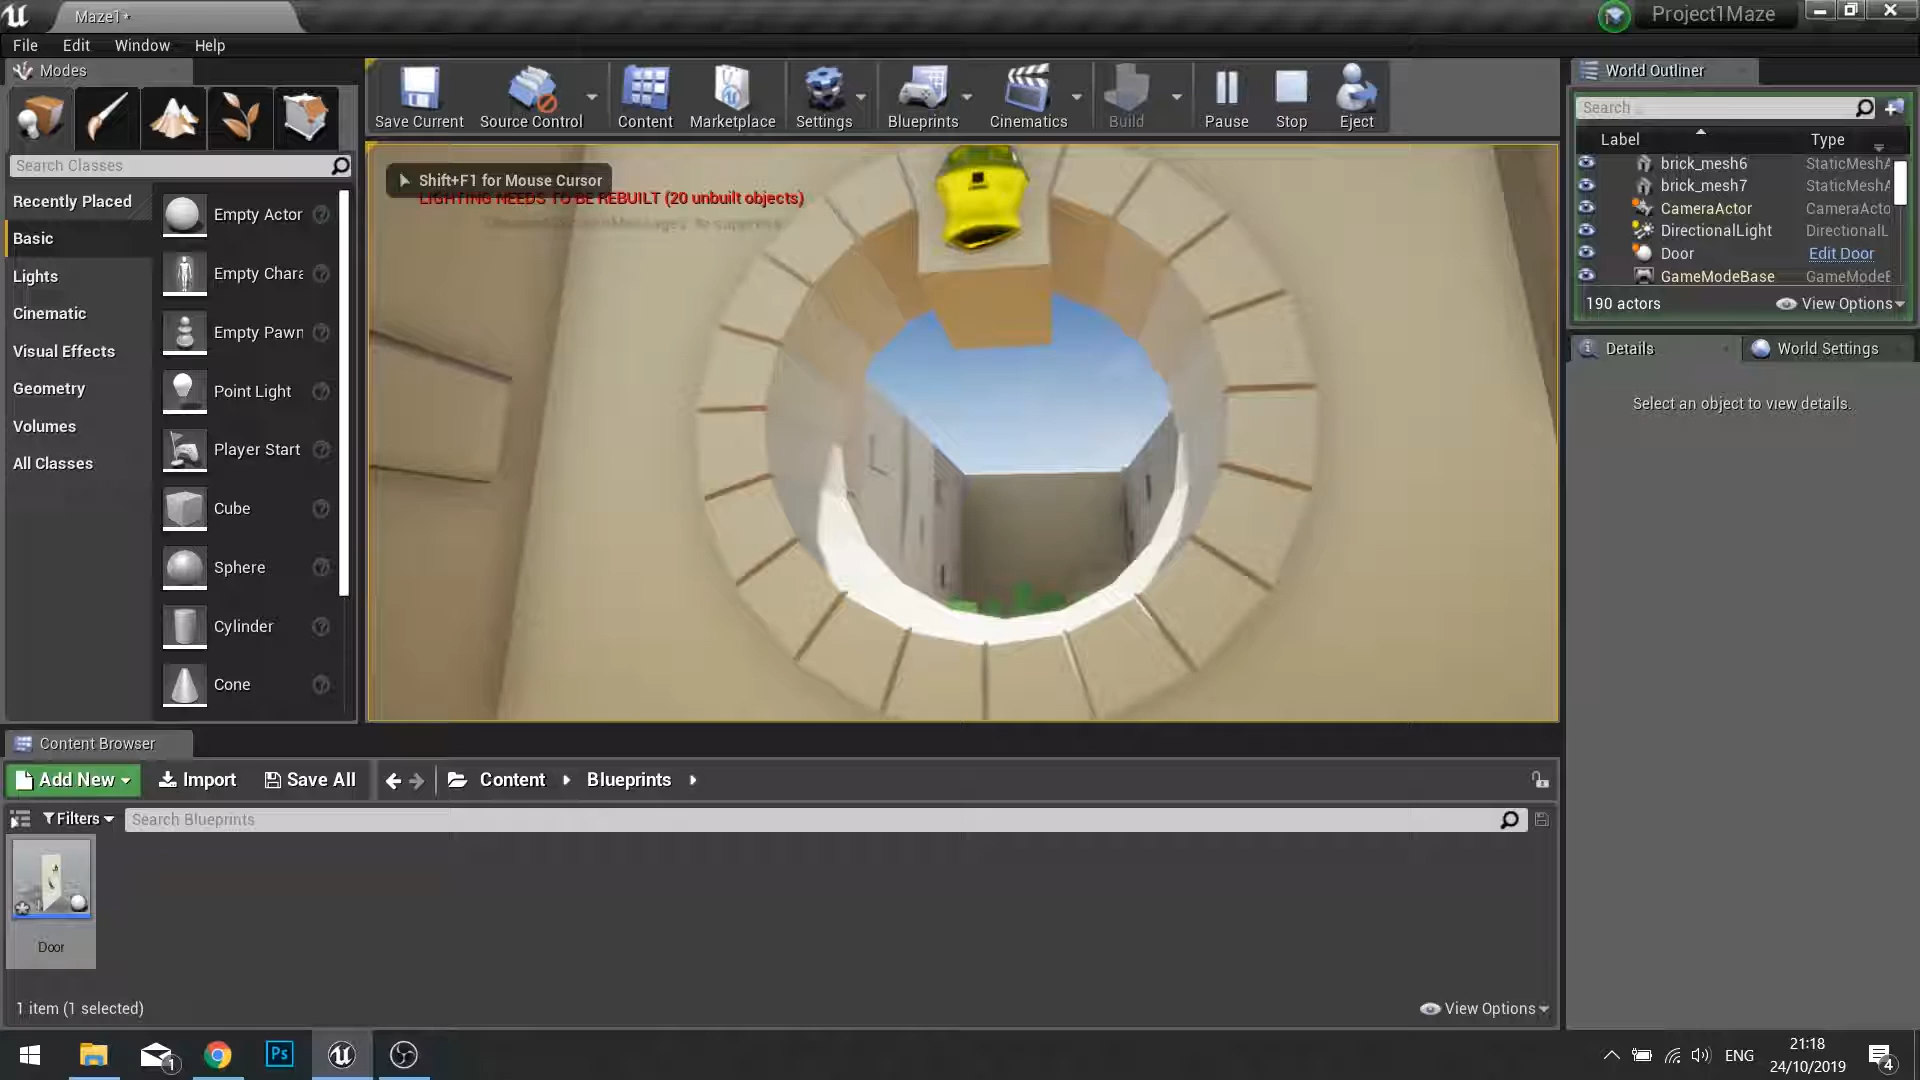 Maze1*
Project1Maze
File Edit Window Help
Modes
Search Classes
Recently Placed
Basic
Lights
Cinematic
Visual Effects
Geometry
Volumes
All Classes
Empty Actor
Empty Chara
Empty Pawn
Point Light
Player Start
Cube
Sphere
Cylinder
Cone
Save Current
Source Control
Content
Marketplace
Settings
Blueprints
Cinematics
Build
Pause
Stop
Eject
Shift+F1 for Mouse Cursor
LIGHTING NEEDS TO BE REBUILT (20 unbuilt objects)
World Outliner
Search
Label Type
brick_mesh6 StaticMeshA
brick_mesh7 StaticMeshA
CameraActor CameraActo
DirectionalLight DirectionalL
Door Edit Door
GameModeBase GameModeB
190 actors View Options
Details World Settings
Select an object to view details.
Content Browser
Add New Import Save All Content Blueprints
Filters Search Blueprints
Door
1 item (1 selected) View Options
Ps
1
ENG
21:18
24/10/2019
4